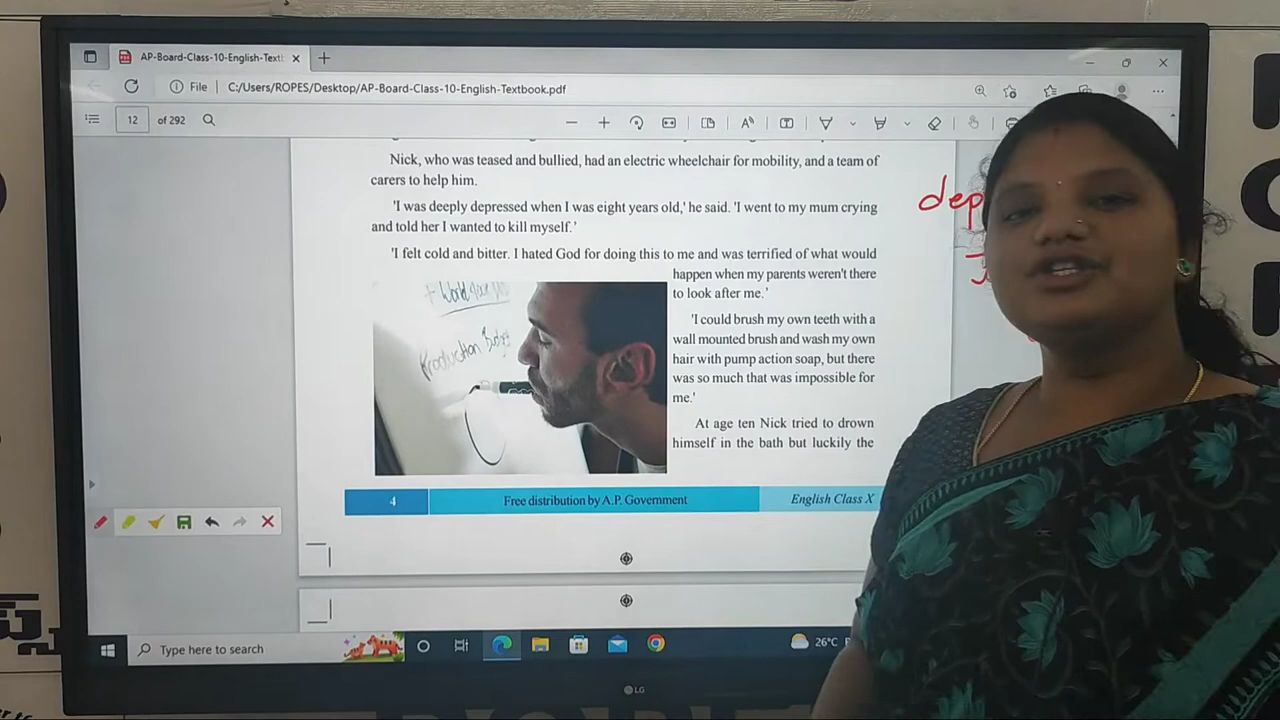 AP-Board-Class-10-English-Textb
File
C:/Users/ROPES/Desktop/AP-Board-Class-10-English-Textbook.pdf
12 of 292
Nick, who was teased and bullied, had an electric wheelchair for mobility, and a team of
carers to help him.
'I was deeply depressed when I was eight years old,' he said. 'I went to my mum crying
and told her I wanted to kill myself.'
'I felt cold and bitter. I hated God for doing this to me and was terrified of what would
happen when my parents weren't there
to look after me.'
'I could brush my own teeth with a
wall mounted brush and wash my own
hair with pump action soap, but there
was so much that was impossible for
me.'
At age ten Nick tried to drown
himself in the bath but luckily the
World Tour
Production Budget
dep
4
Free distribution by A.P. Government
English Class X
Type here to search
26°C
LG